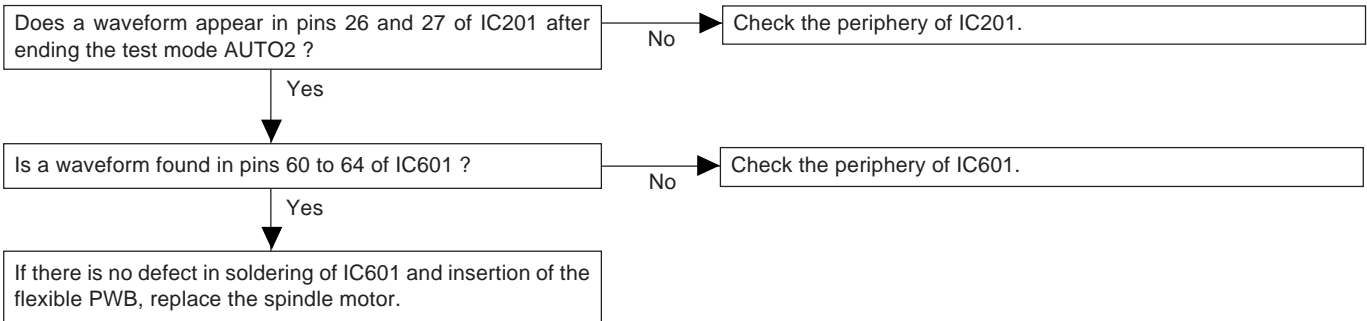 Does a waveform appear in pins 26 and 27 of IC201 after
ending the test mode AUTO2 ?
No
Check the periphery of IC201.
Yes
Is a waveform found in pins 60 to 64 of IC601 ?
No
Check the periphery of IC601.
Yes
If there is no defect in soldering of IC601 and insertion of the
flexible PWB, replace the spindle motor.